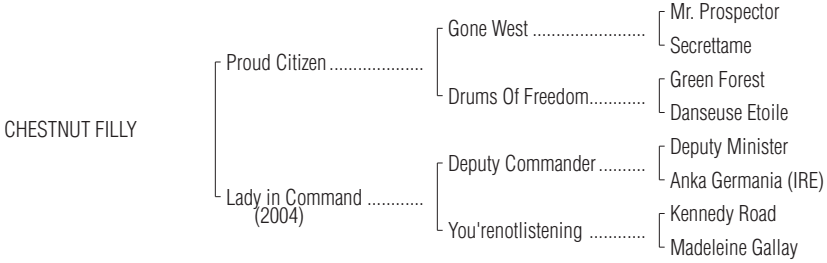 Mr. Prospector
Gone West ........................
Secrettame
Proud Citizen ....................
Green Forest
Drums Of Freedom............
Danseuse Etoile
CHESTNUT FILLY
Deputy Minister
Deputy Commander ..........
Anka Germania (IRE)
Lady in Command ............
(2004)
Kennedy Road
You'renotlistening ............
Madeleine Gallay